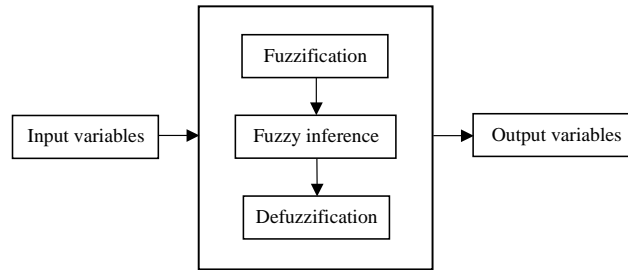 Fuzzification
Input variables
Fuzzy inference
Output variables
Defuzzification